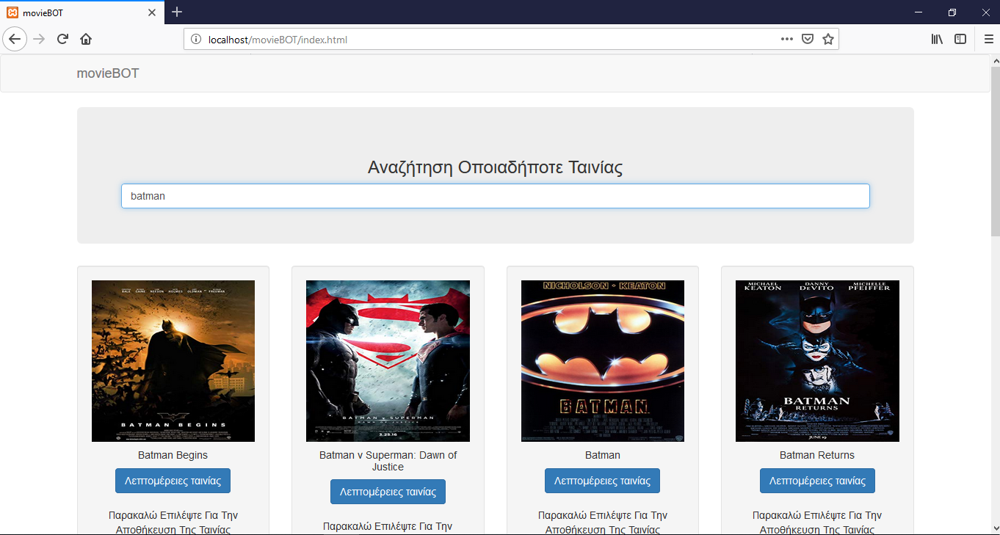 movieBOT
localhost/movieBOT/index.html
movieBOT
Αναζήτηση Οποιαδήποτε Ταινίας
batman
BATMAN BEGINS
BATMAN v SUPERMAN
DAWN OF JUSTICE
3.25.16
NICHOLSON · KEATON
BATMAN
MICHAEL KEATON DANNY DEVITO MICHELLE PFEIFFER
BATMAN
RETURNS
JUNE 19
Batman Begins
Batman v Superman: Dawn of
Justice
Batman
Batman Returns
Λεπτομέρειες ταινίας
Λεπτομέρειες ταινίας
Λεπτομέρειες ταινίας
Λεπτομέρειες ταινίας
Παρακαλώ Επιλέψτε Για Την
Αποθήκευση Της Ταινίας
Παρακαλώ Επιλέψτε Για Την
Παρακαλώ Επιλέψτε Για Την
Αποθήκευση Της Ταινίας
Παρακαλώ Επιλέψτε Για Την
Αποθήκευση Της Ταινίας